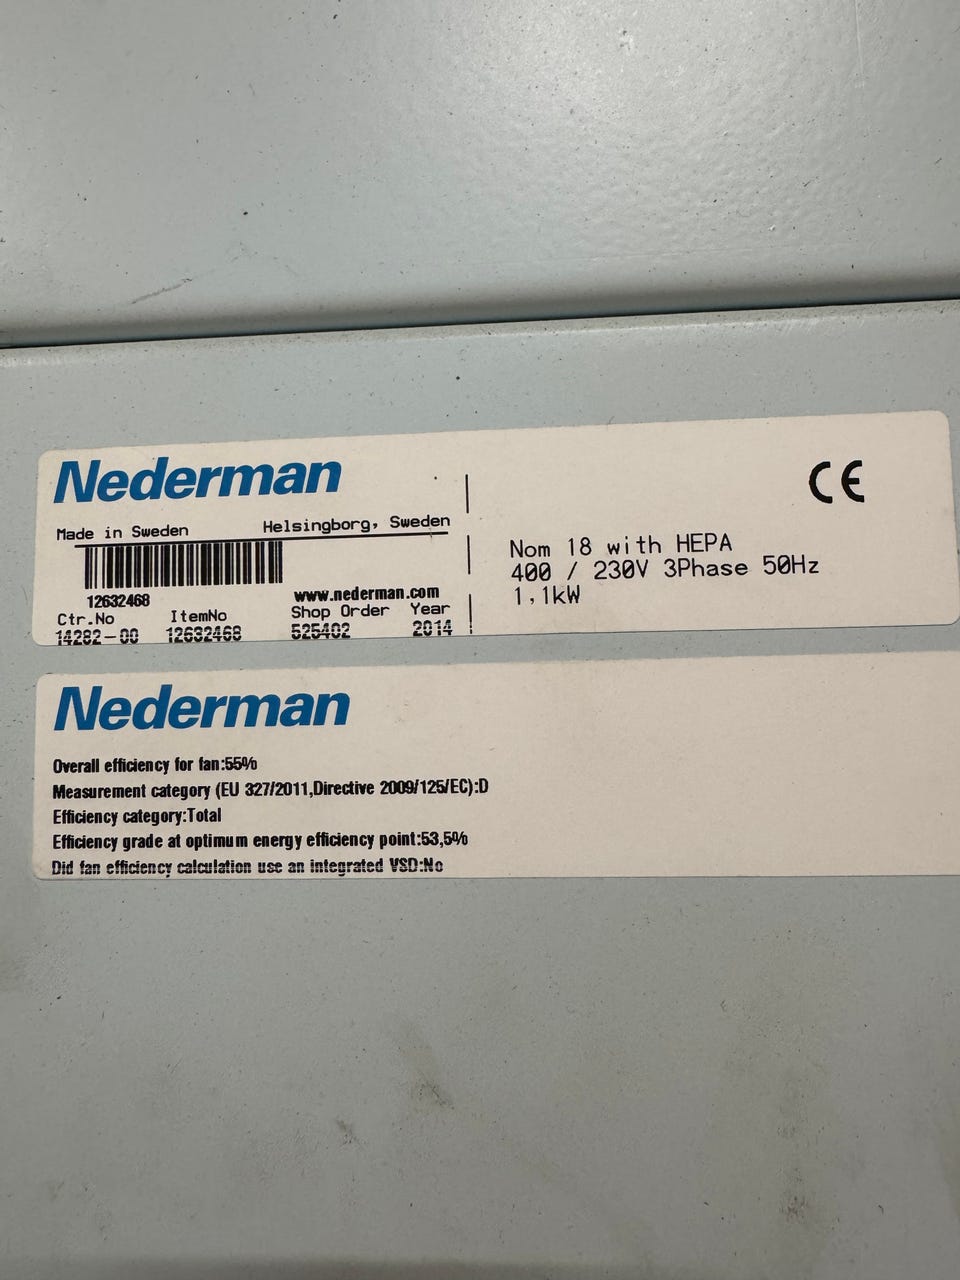 Nederman
Made in Sweden Helsingborg, Sweden
12632468
www.nederman.com
Ctr.No ItemNo Shop Order Year
14282-00 12632468 525402 2014
CE
Nom 18 with HEPA
400 / 230V 3Phase 50Hz
1,1kW
Nederman
Overall efficiency for fan:55%
Measurement category (EU 327/2011,Directive 2009/125/EC):D
Efficiency category:Total
Efficiency grade at optimum energy efficiency point:53,5%
Did fan efficiency calculation use an integrated VSD:No